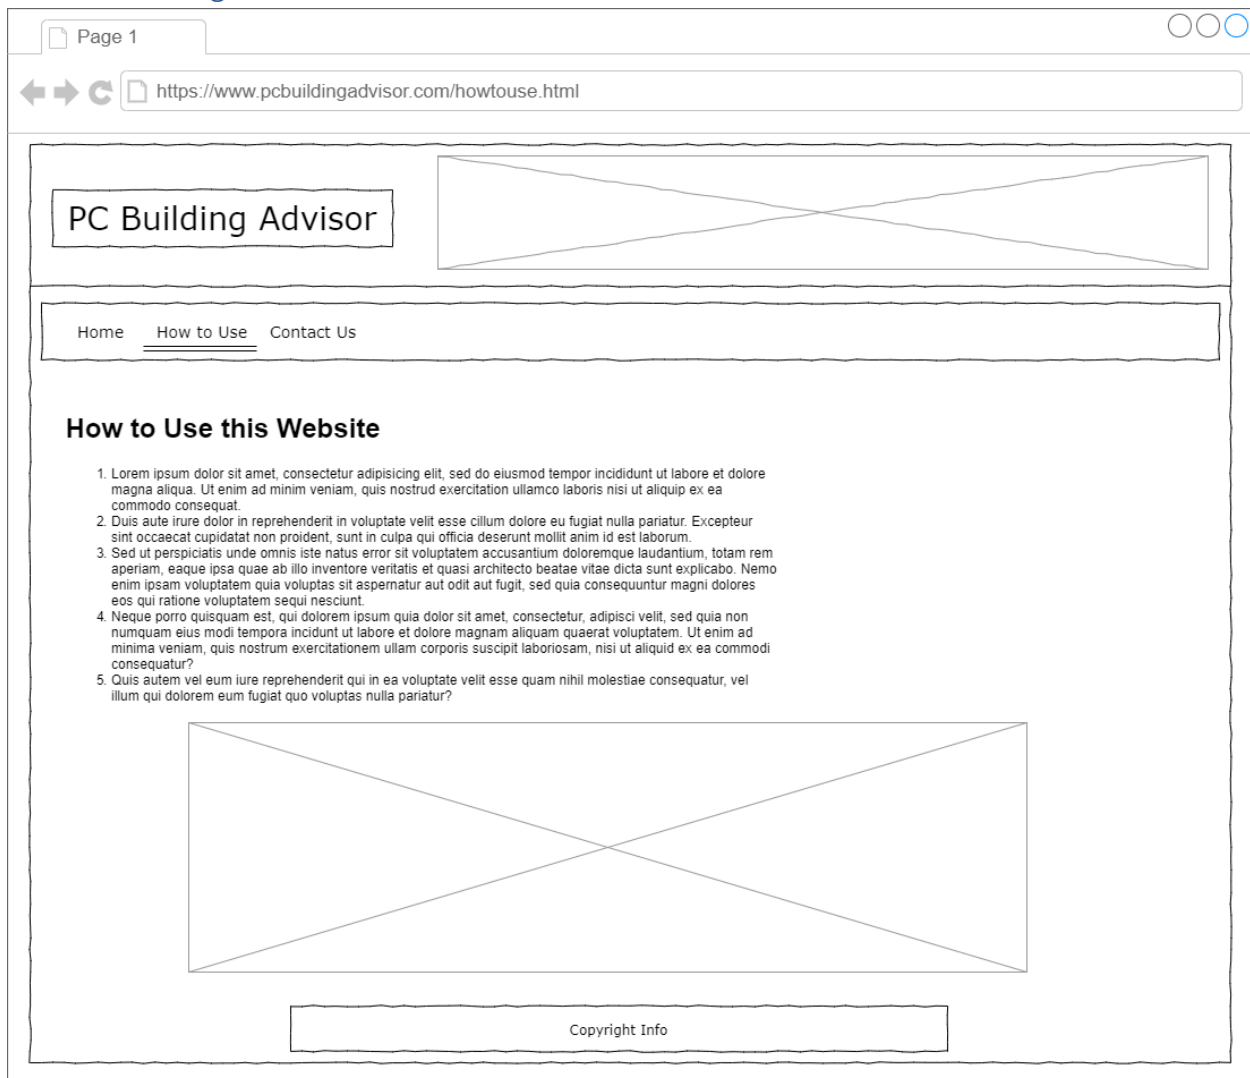 Page 1
https://www.pcbuildingadvisor.com/howtouse.html
PC Building Advisor
Home How to Use Contact Us
How to Use this Website
1. Lorem ipsum dolor sit amet, consectetur adipisicing elit, sed do eiusmod tempor incididunt ut labore et dolore
magna aliqua. Ut enim ad minim veniam, quis nostrud exercitation ullamco laboris nisi ut aliquip ex ea
commodo consequat.
2. Duis aute irure dolor in reprehenderit in voluptate velit esse cillum dolore eu fugiat nulla pariatur. Excepteur
sint occaecat cupidatat non proident, sunt in culpa qui officia deserunt mollit anim id est laborum.
3. Sed ut perspiciatis unde omnis iste natus error sit voluptatem accusantium doloremque laudantium, totam rem
aperiam, eaque ipsa quae ab illo inventore veritatis et quasi architecto beatae vitae dicta sunt explicabo. Nemo
enim ipsam voluptatem quia voluptas sit aspernatur aut odit aut fugit, sed quia consequuntur magni dolores
eos qui ratione voluptatem sequi nesciunt.
4. Neque porro quisquam est, qui dolorem ipsum quia dolor sit amet, consectetur, adipisci velit, sed quia non
numquam eius modi tempora incidunt ut labore et dolore magnam aliquam quaerat voluptatem. Ut enim ad
minima veniam, quis nostrum exercitationem ullam corporis suscipit laboriosam, nisi ut aliquid ex ea commodi
consequatur?
5. Quis autem vel eum iure reprehenderit qui in ea voluptate velit esse quam nihil molestiae consequatur, vel
illum qui dolorem eum fugiat quo voluptas nulla pariatur?
Copyright Info